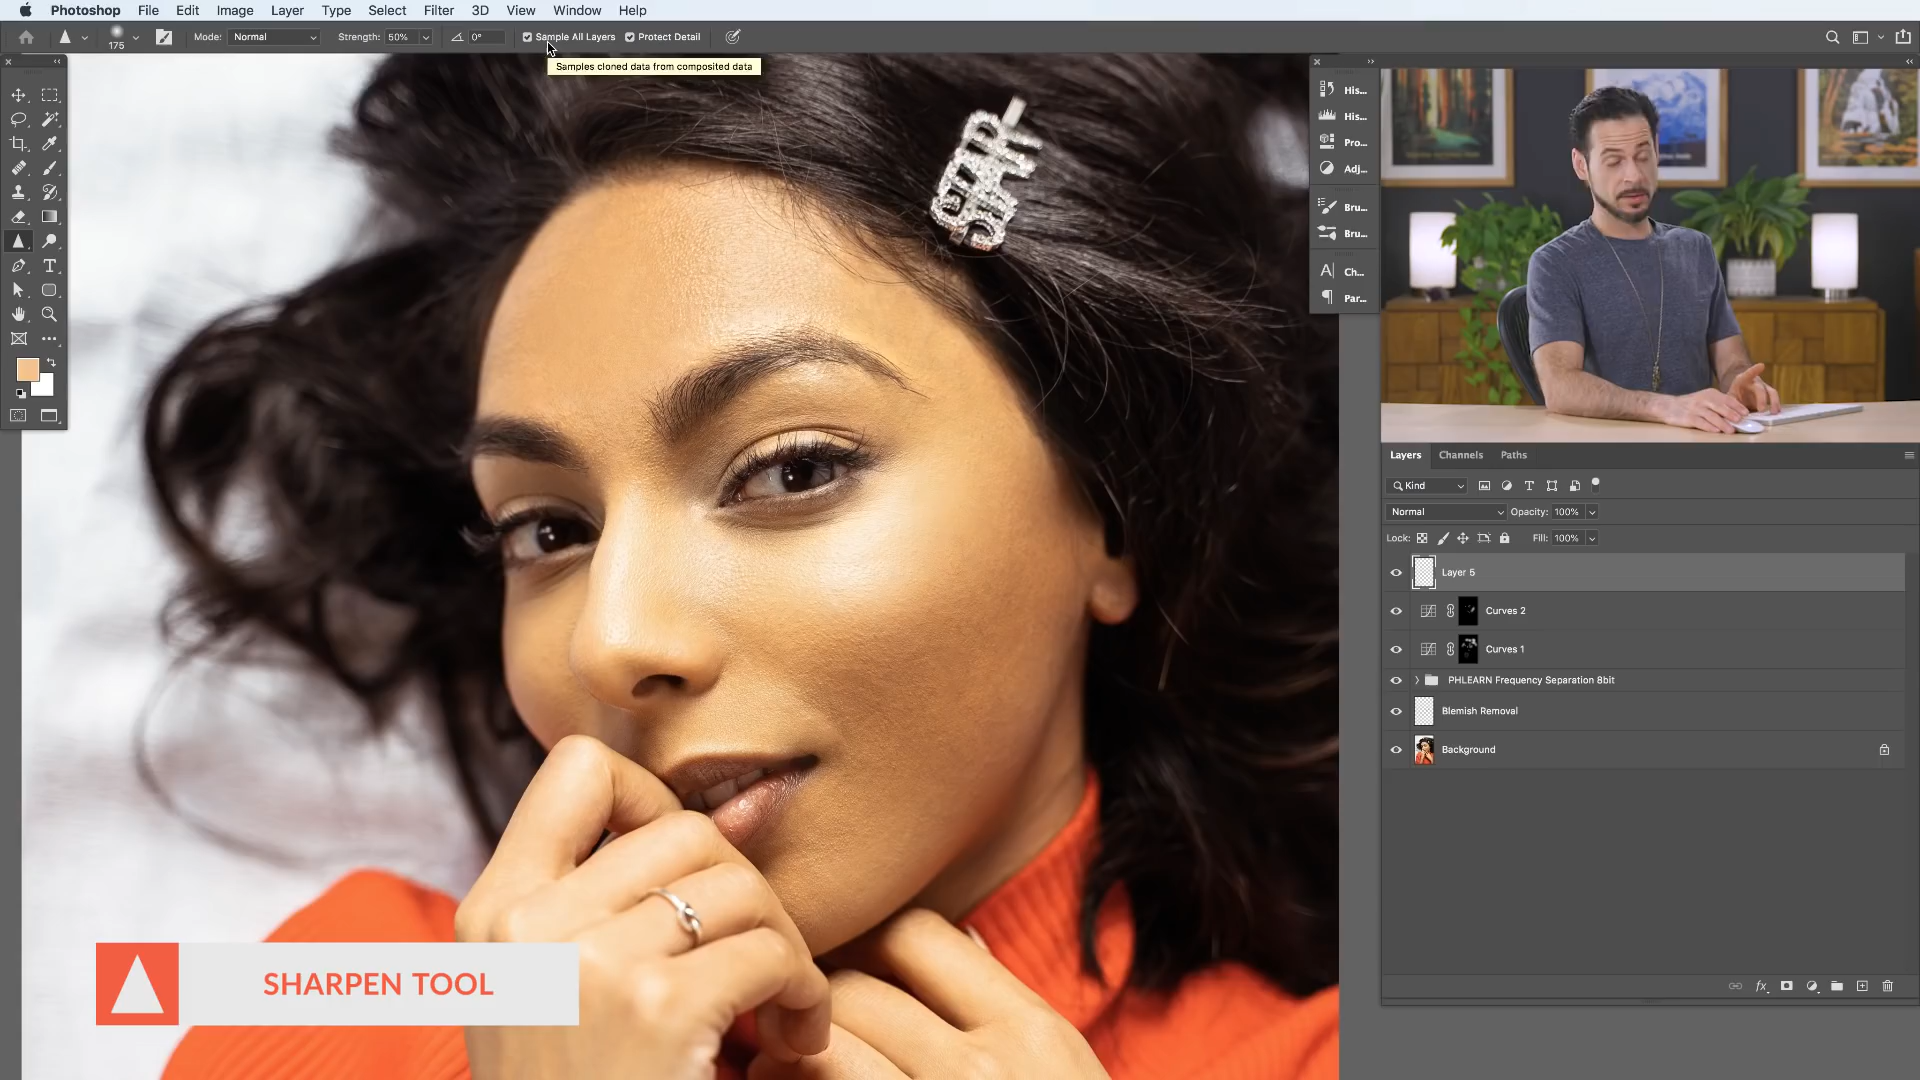 Photoshop File Edit Image Layer Type Select Filter 3D View Window Help
175 Mode: Normal Strength: 50% 0° Sample All Layers Protect Detail
Samples cloned data from composited data
His...
His...
Pro...
Adj...
Bru...
Bru...
Ch...
Par...
Layers Channels Paths
Kind
Normal Opacity: 100%
Lock: Fill: 100%
Layer 5
Curves 2
Curves 1
PHLEARN Frequency Separation 8bit
Blemish Removal
Background
fx
SHARPEN TOOL